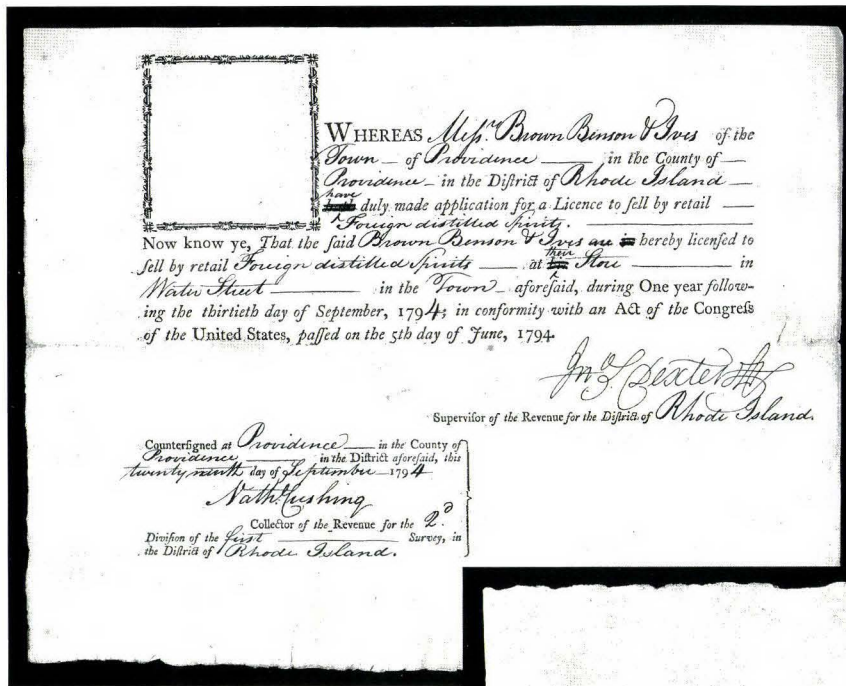 WHEREAS Meſsrs Brown Benson & Ives of the
Town of Providence in the County of
Providence in the Diſtrict of Rhode Island
have
hath duly made application for a Licence to ſell by retail
Foreign distilled Spirits.
Now know ye, That the ſaid Brown Benson & Ives are is hereby licenſed to
their
ſell by retail Foreign distilled Spirits at his Store in
Water Street in the Town aforeſaid, during One year follow-
ing the thirtieth day of September, 1794; in conformity with an Act of the Congreſs
of the United States, paſſed on the 5th day of June, 1794.
Jno S Dexter
Superviſor of the Revenue for the Diſtrict of Rhode Island.
Counterſigned at Providence in the County of
Providence in the Diſtrict aforeſaid, this
twenty ninth day of September 1794
Nathl Cushing
Collector of the Revenue for the 2d
Diviſion of the first Survey, in
the Diſtrict of Rhode Island.